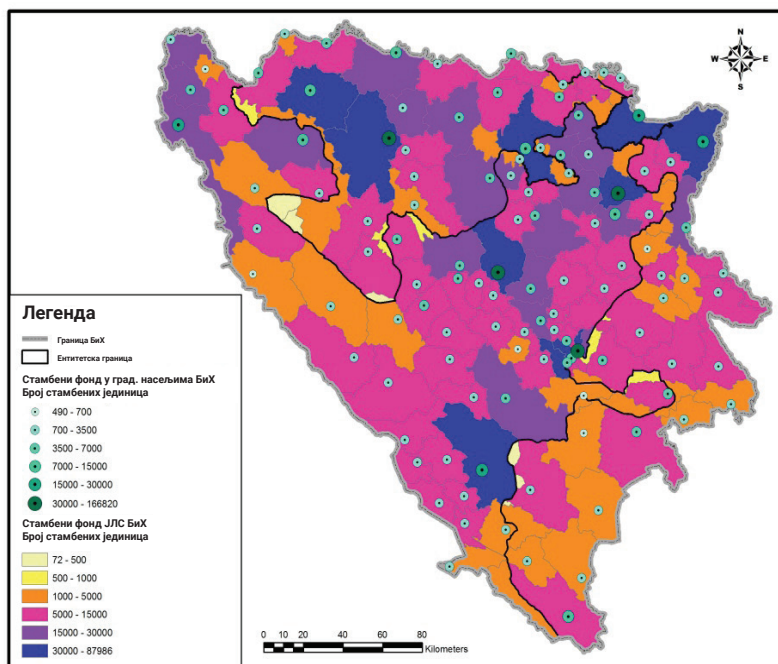 N
W E
S
Легенда
Граница БиХ
Ентитетска граница
Стамбени фонд у град. насељима БиХ
Број стамбених јединица
490 - 700
700 - 3500
3500 - 7000
7000 - 15000
15000 - 30000
30000 - 166820
Стамбени фонд ЈЛС БиХ
Број стамбених јединица
72 - 500
500 - 1000
1000 - 5000
5000 - 15000
15000 - 30000
30000 - 87986
0 10 20 40 60 80
Kilometers